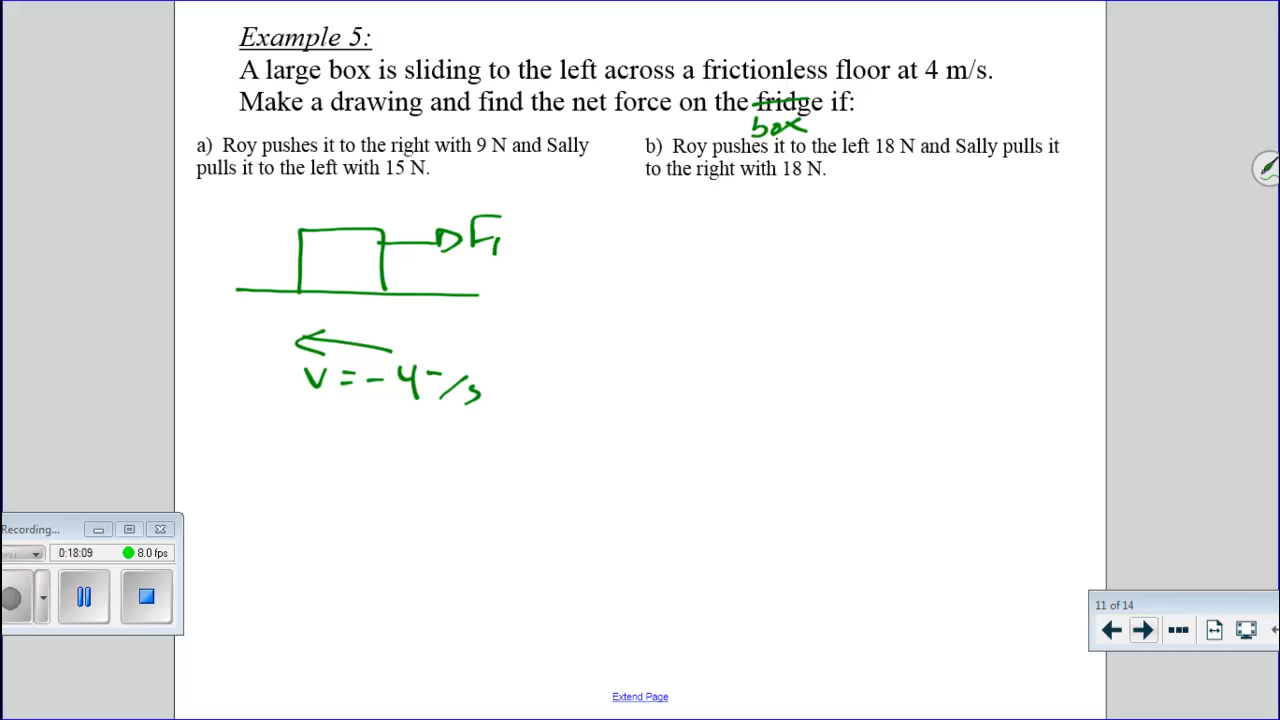 Example 5:
A large box is sliding to the left across a frictionless floor at 4 m/s.
Make a drawing and find the net force on the fridge if:
box
a) Roy pushes it to the right with 9 N and Sally
pulls it to the left with 15 N.
b) Roy pushes it to the left 18 N and Sally pulls it
to the right with 18 N.
F₁
v = - 4 m/s
Recording...
0:18:09 8.0 fps
11 of 14
Extend Page